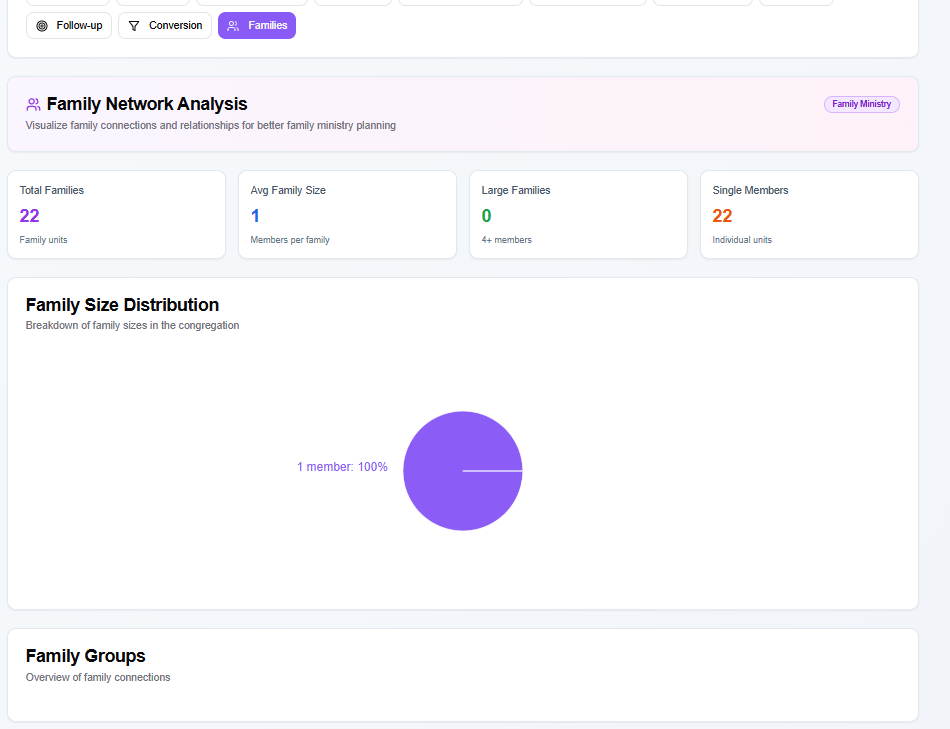 Follow-up
Conversion
Families
Family Network Analysis
Family Ministry
Visualize family connections and relationships for better family ministry planning
Total Families
22
Family units
Avg Family Size
1
Members per family
Large Families
0
4+ members
Single Members
22
Individual units
Family Size Distribution
Breakdown of family sizes in the congregation
1 member: 100%
Family Groups
Overview of family connections